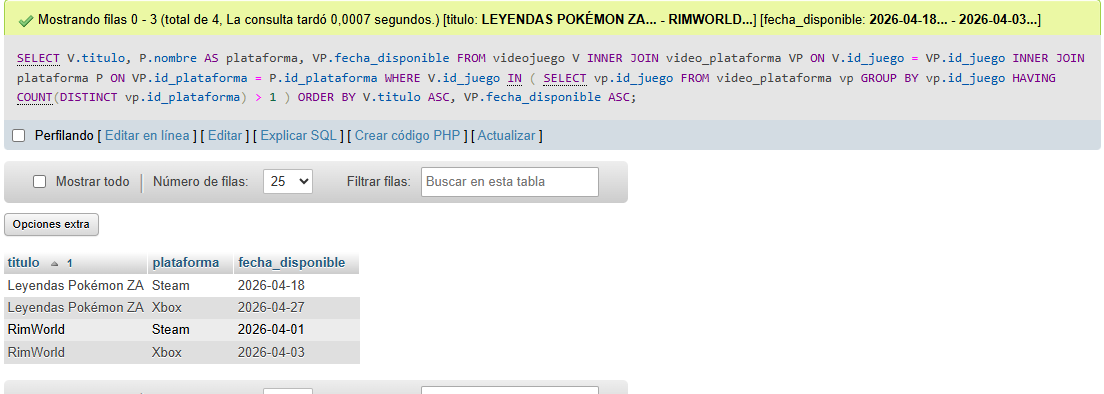 Mostrando filas 0 - 3 (total de 4, La consulta tardó 0,0007 segundos.) [titulo: LEYENDAS POKÉMON ZA... - RIMWORLD...] [fecha_disponible: 2026-04-18... - 2026-04-03...]
SELECT V.titulo, P.nombre AS plataforma, VP.fecha_disponible FROM videojuego V INNER JOIN video_plataforma VP ON V.id_juego = VP.id_juego INNER JOIN
plataforma P ON VP.id_plataforma = P.id_plataforma WHERE V.id_juego IN ( SELECT vp.id_juego FROM video_plataforma vp GROUP BY vp.id_juego HAVING
COUNT(DISTINCT vp.id_plataforma) > 1 ) ORDER BY V.titulo ASC, VP.fecha_disponible ASC;
Perfilando [ Editar en línea ] [ Editar ] [ Explicar SQL ] [ Crear código PHP ] [ Actualizar ]
Mostrar todo | Número de filas: 25 Filtrar filas: Buscar en esta tabla
Opciones extra
titulo 1 plataforma fecha_disponible
Leyendas Pokémon ZA Steam 2026-04-18
Leyendas Pokémon ZA Xbox 2026-04-27
RimWorld Steam 2026-04-01
RimWorld Xbox 2026-04-03